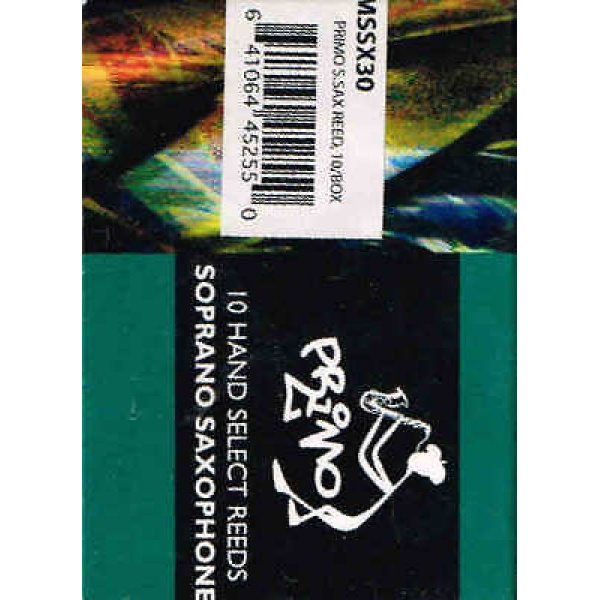 MSSX30
PRIMO S.SAX REED, 10/BOX
6 41064 45255 0
PRiMO
10 HAND SELECT REEDS
SOPRANO SAXOPHONE